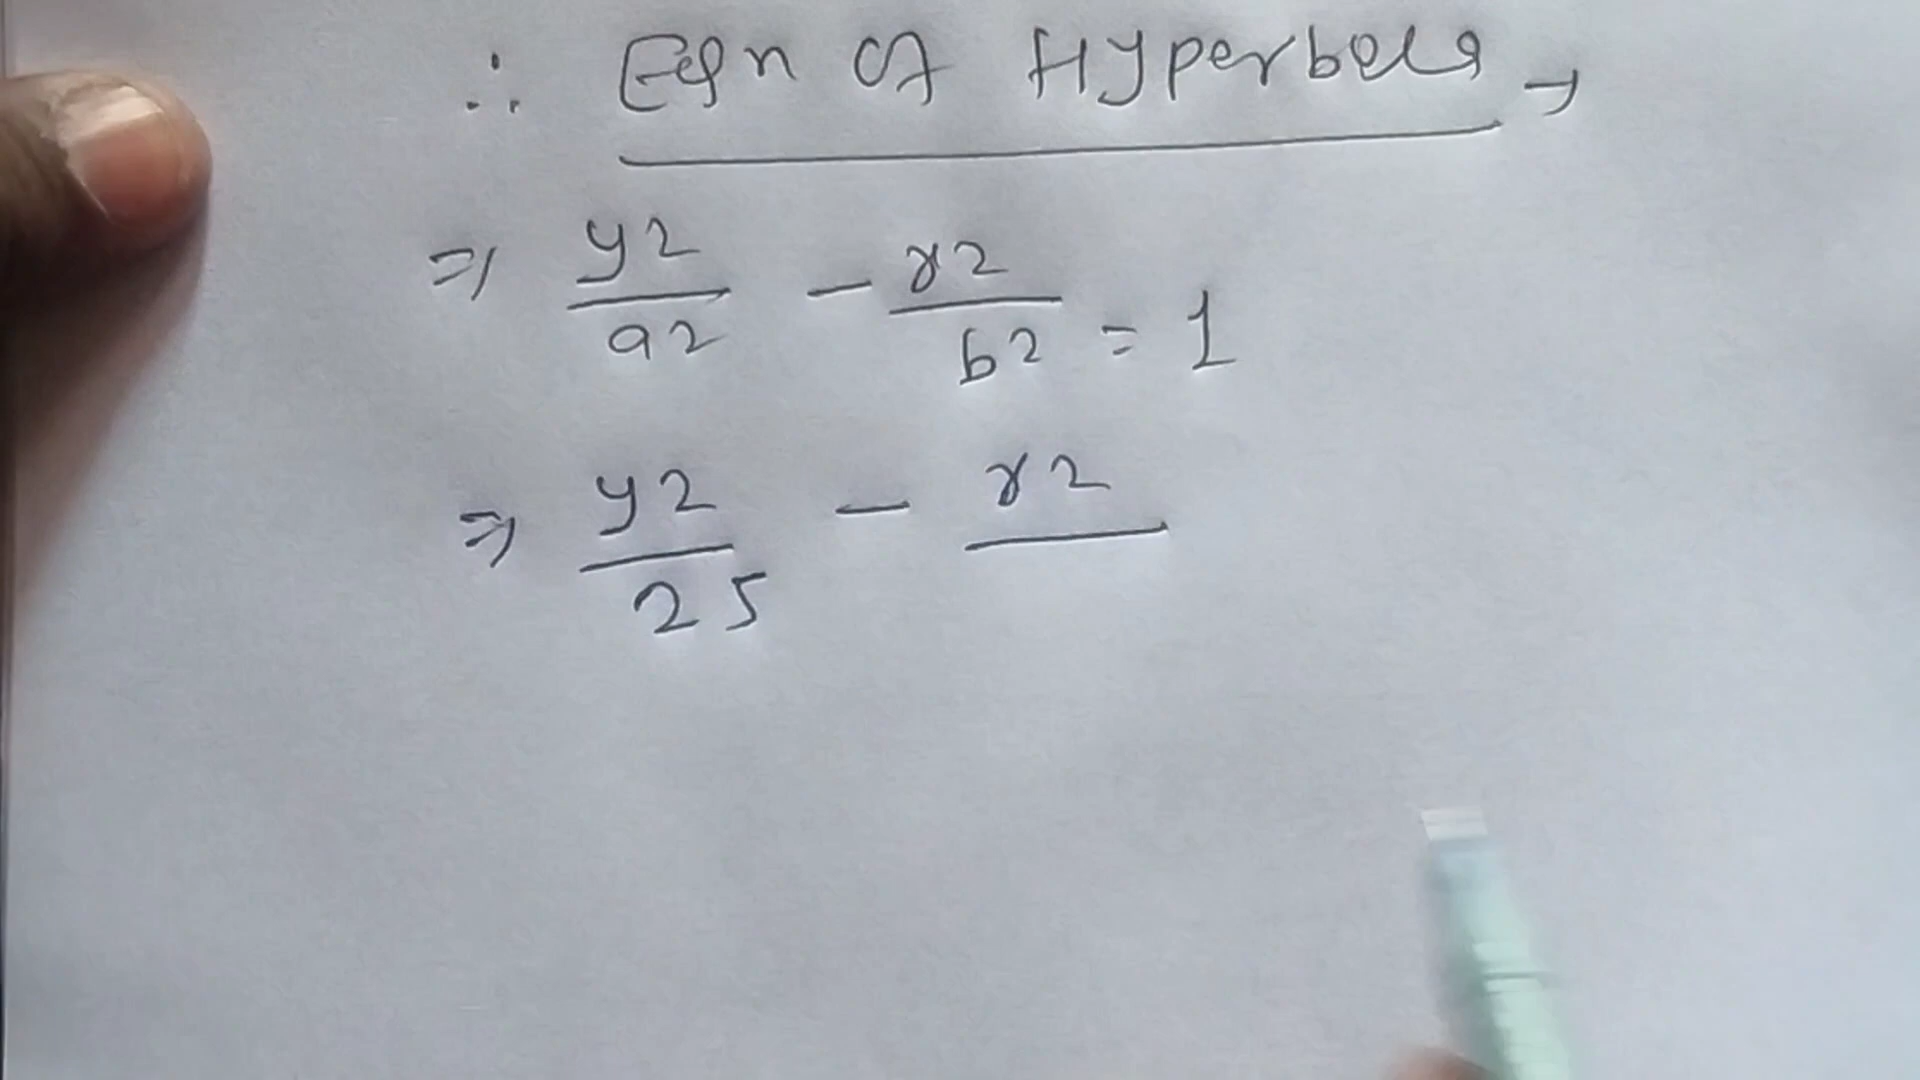 ∴ Eqn Of Hyperbola →
⇒ y2/a2 - x2/b2 = 1
⇒ y2/25 - x2/